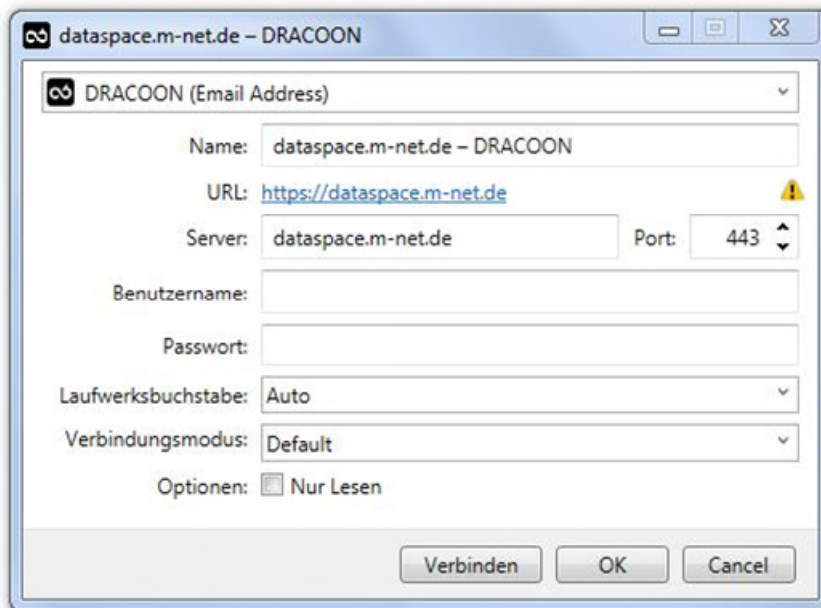 dataspace.m-net.de – DRACOON
DRACOON (Email Address)
Name: dataspace.m-net.de – DRACOON
URL: https://dataspace.m-net.de
Server: dataspace.m-net.de Port: 443
Benutzername:
Passwort:
Laufwerksbuchstabe: Auto
Verbindungsmodus: Default
Optionen: Nur Lesen
Verbinden OK Cancel